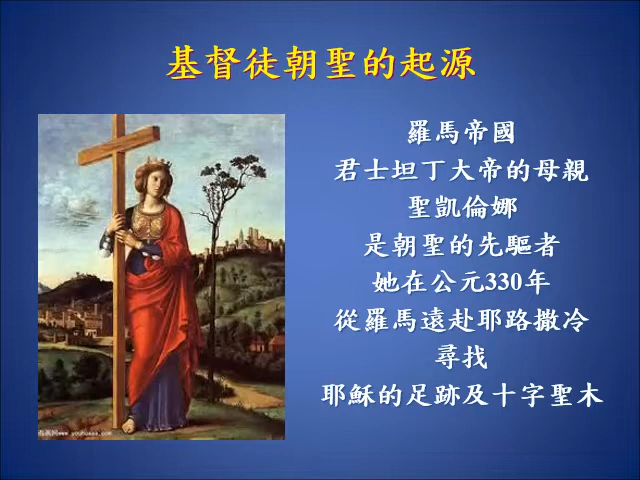 基督徒朝聖的起源
羅馬帝國
君士坦丁大帝的母親
聖凱倫娜
是朝聖的先驅者
她在公元330年
從羅馬遠赴耶路撒冷
尋找
耶穌的足跡及十字聖木